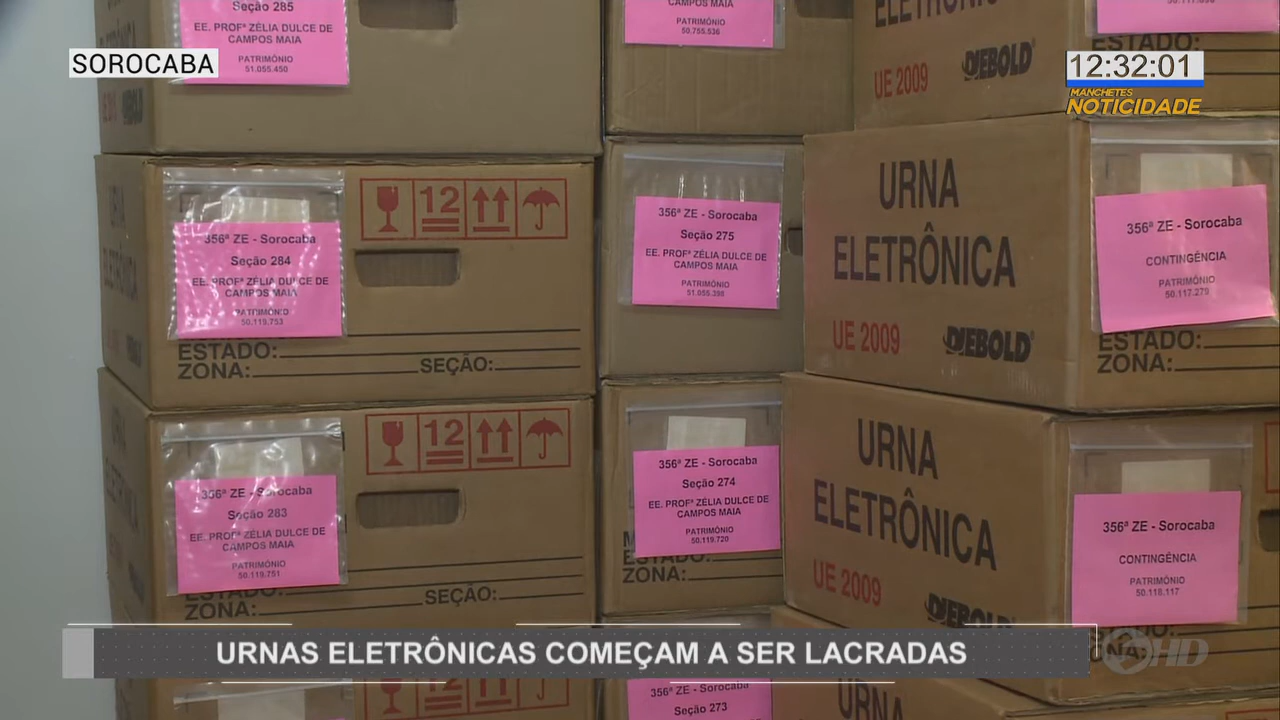 SOROCABA
12:32:01
MANCHETES
NOTICIDADE
Seção 285
EE. PROFª ZÉLIA DULCE DE
CAMPOS MAIA
PATRIMÔNIO
51.055.450
356ª ZE - Sorocaba
Seção 284
EE. PROFª ZÉLIA DULCE DE
CAMPOS MAIA
PATRIMÔNIO
50.119.753
12
ESTADO:
ZONA:
SEÇÃO:
356ª ZE - Sorocaba
Seção 283
EE. PROFª ZÉLIA DULCE DE
CAMPOS MAIA
PATRIMÔNIO
50.119.751
12
ESTADO:
ZONA:
SEÇÃO:
12
CAMPOS MAIA
PATRIMÔNIO
50.755.536
356ª ZE - Sorocaba
Seção 275
EE. PROFª ZÉLIA DULCE DE
CAMPOS MAIA
PATRIMÔNIO
51.055.398
356ª ZE - Sorocaba
Seção 274
EE. PROFª ZÉLIA DULCE DE
CAMPOS MAIA
PATRIMÔNIO
50.119.720
ESTADO:
ZONA:
356ª ZE - Sorocaba
Seção 273
ELETRÔNICA
UE 2009
DIEBOLD
ESTADO:
URNA
ELETRÔNICA
UE 2009
DIEBOLD
356ª ZE - Sorocaba
CONTINGÊNCIA
PATRIMÔNIO
50.117.279
ESTADO:
ZONA:
URNA
ELETRÔNICA
UE 2009
DIEBOLD
356ª ZE - Sorocaba
CONTINGÊNCIA
PATRIMÔNIO
50.118.117
URNA
URNAS ELETRÔNICAS COMEÇAM A SER LACRADAS
HD